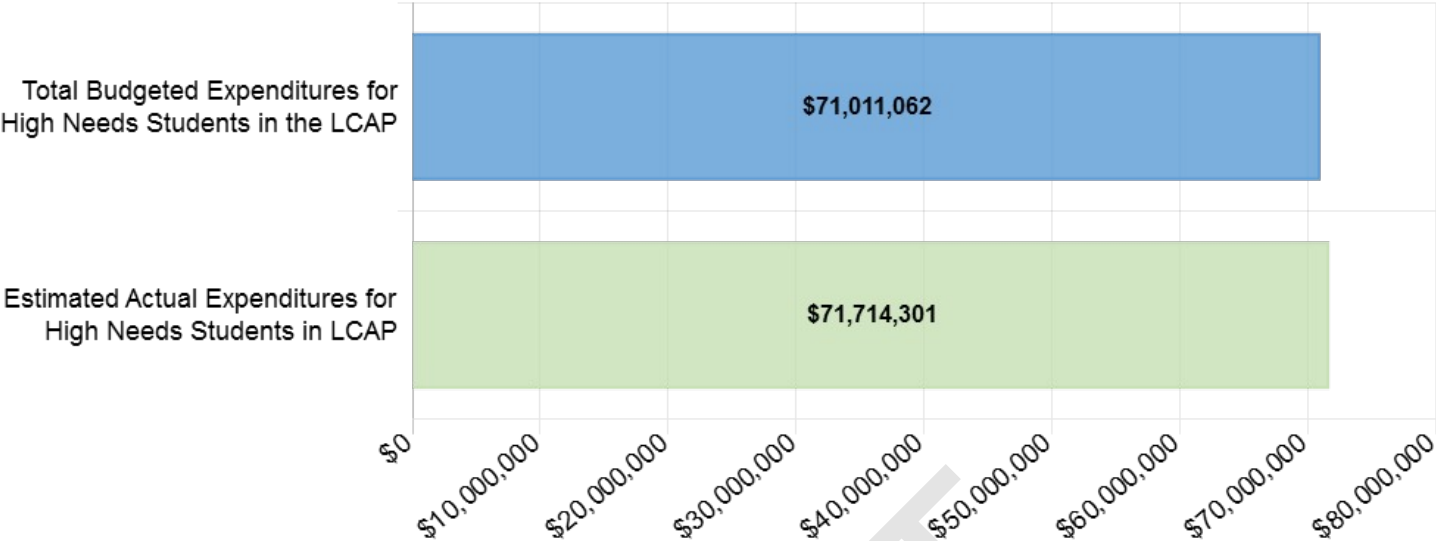 Total Budgeted Expenditures for
High Needs Students in the LCAP
$71,011,062
Estimated Actual Expenditures for
High Needs Students in LCAP
$71,714,301
$0
$10,000,000
$20,000,000
$30,000,000
$40,000,000
$50,000,000
$60,000,000
$70,000,000
$80,000,000